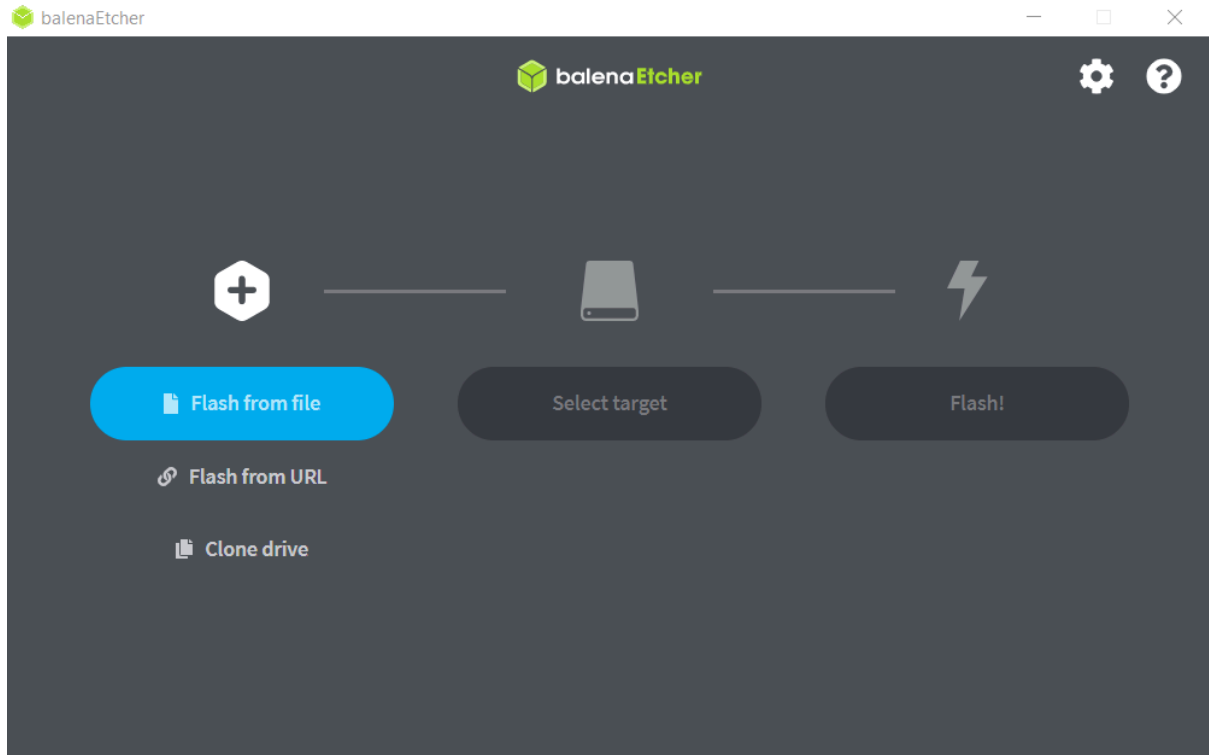 balenaEtcher
balenaEtcher
Flash from file
Select target
Flash!
Flash from URL
Clone drive